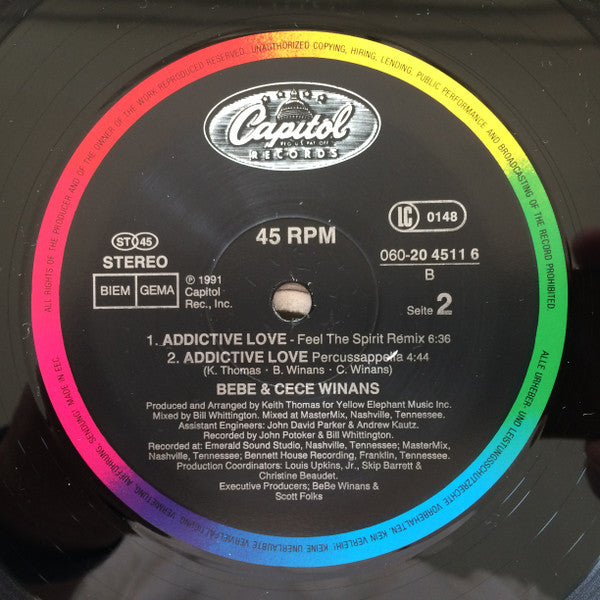 ALL RIGHTS OF THE PRODUCER AND OF THE OWNER OF THE WORK REPRODUCED RESERVED. UNAUTHORIZED COPYING, HIRING, LENDING, PUBLIC PERFORMANCE AND BROADCASTING OF THE RECORD PROHIBITED
Capitol
REG. U.S. PAT. OFF.
RECORDS
LC 0148
45 RPM
ST 45
STEREO
060-20 4511 6
B
BIEM GEMA
℗ 1991
Capitol
Rec., Inc.
Seite 2
1. ADDICTIVE LOVE - Feel The Spirit Remix 6:36
2. ADDICTIVE LOVE Percussappella 4:44
(K. Thomas · B. Winans · C. Winans)
BEBE & CECE WINANS
Produced and Arranged by Keith Thomas for Yellow Elephant Music Inc.
Mixed by Bill Whittington. Mixed at MasterMix, Nashville, Tennessee.
Assistant Engineers: John David Parker & Andrew Kautz.
Recorded by John Potoker & Bill Whittington.
Recorded at: Emerald Sound Studio, Nashville, Tennessee; MasterMix,
Nashville, Tennessee; Bennett House Recording, Franklin, Tennessee.
Production Coordinators: Louis Upkins, Jr., Skip Barrett &
Christine Beaudet.
Executive Producers; BeBe Winans &
Scott Folks
ALLE URHEBER- UND LEISTUNGSSCHUTZRECHTE VORBEHALTEN. KEIN VERLEIH! KEINE UNERLAUBTE VERVIELFÄLTIGUNG, VERMIETUNG, AUFFÜHRUNG, SENDUNG! MADE IN EEC.